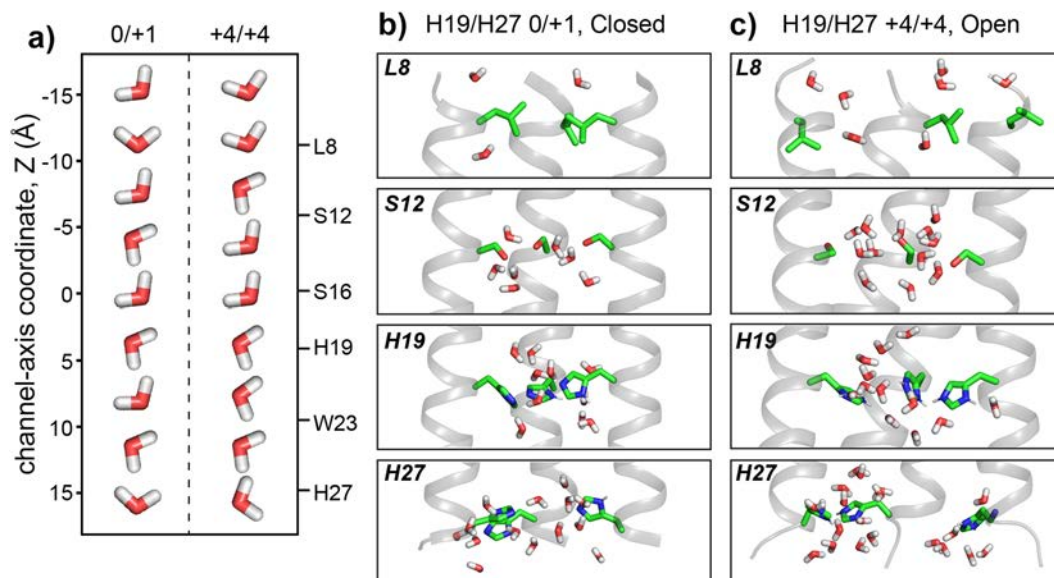 a)
0/+1
+4/+4
channel-axis coordinate, Z (Å)
-15
-10
-5
0
5
10
15
L8
S12
S16
H19
W23
H27
b) H19/H27 0/+1, Closed
L8
S12
H19
H27
c) H19/H27 +4/+4, Open
L8
S12
H19
H27